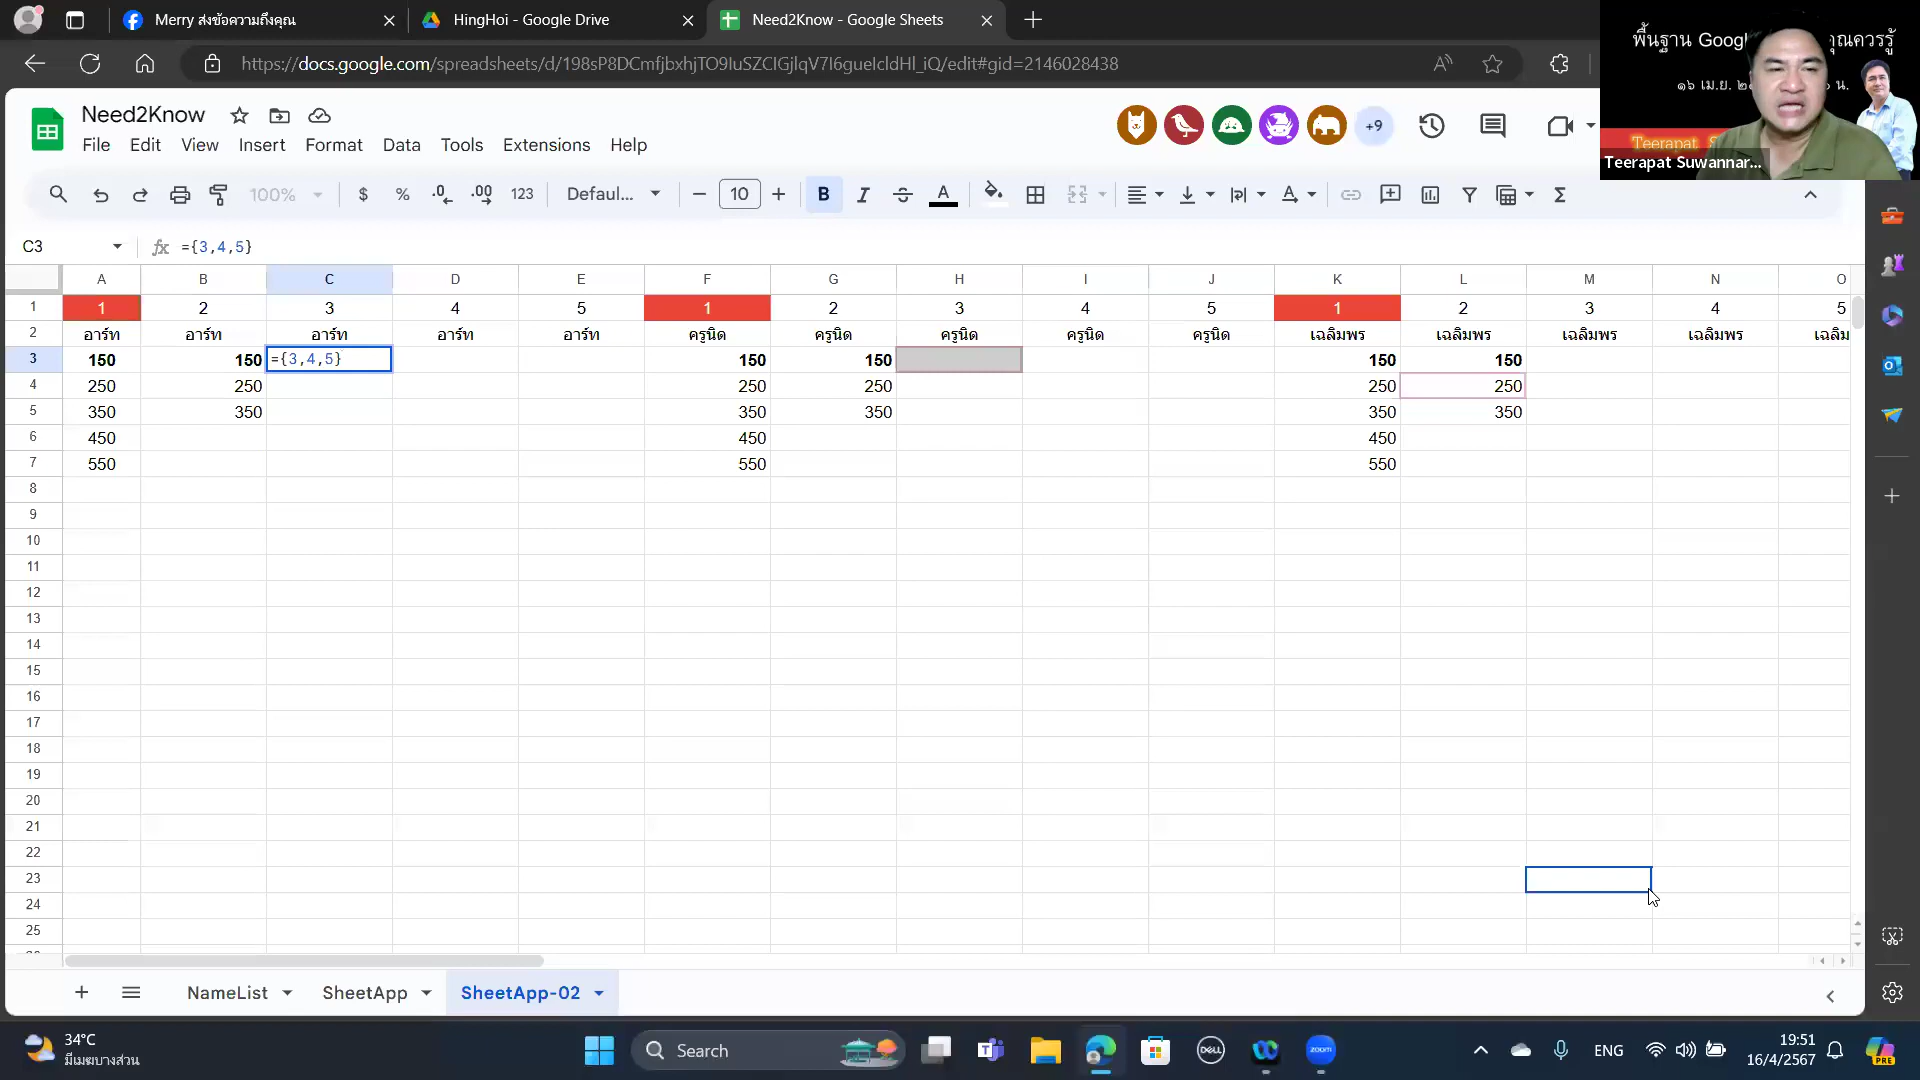 Merry ส่งข้อความถึงคุณ
HingHoi - Google Drive
Need2Know - Google Sheets
https://docs.google.com/spreadsheets/d/198sP8DCmfjbxhjTO9IuSZCIGjlqV7I6gueIcldHl_iQ/edit#gid=2146028438
พื้นฐาน Goog คุณควรรู้
๑๖ เม.ย. น.
Teerapat
Teerapat Suwannar...
Need2Know
File Edit View Insert Format Data Tools Extensions Help
+9
100% $ % .0 .00 123 Defaul... 10 B I A
C3 fx ={3,4,5}
A B C D E F G H I J K L M N O
1 1 2 3 4 5 1 2 3 4 5 1 2 3 4 5
2 อาร์ท อาร์ท อาร์ท อาร์ท อาร์ท ครูนิด ครูนิด ครูนิด ครูนิด ครูนิด เฉลิมพร เฉลิมพร เฉลิมพร เฉลิมพร เฉลิม
3 150 150 ={3,4,5} 150 150 150 150
4 250 250 250 250 250 250
5 350 350 350 350 350 350
6 450 450 450
7 550 550 550
8
9
10
11
12
13
14
15
16
17
18
19
20
21
22
23
24
25
NameList SheetApp SheetApp-02
34°C
มีเมฆบางส่วน
Search
DELL
zoom
ENG
19:51
16/4/2567
PRE